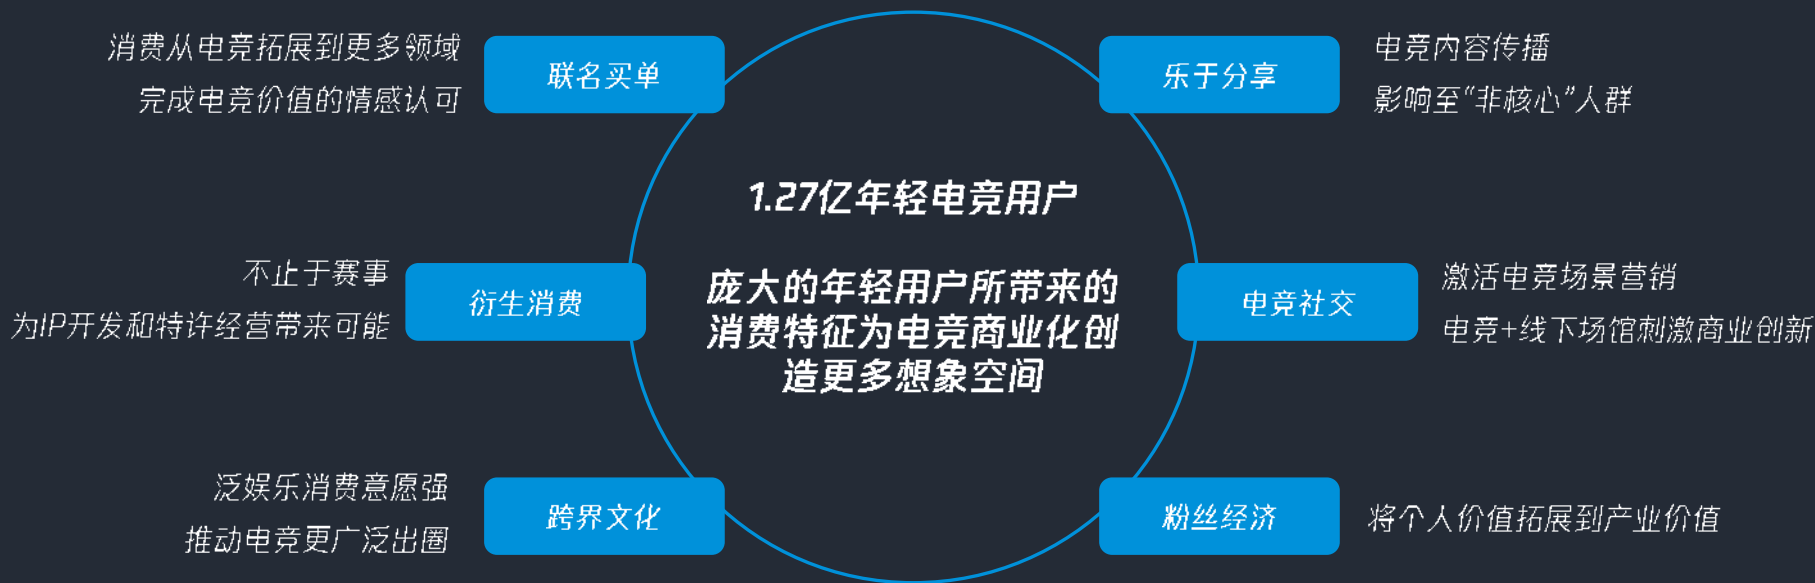 消费从电竞拓展到更多领域
完成电竞价值的情感认可
联名买单
乐于分享
电竞内容传播
影响至“非核心”人群
1.27亿年轻电竞用户
庞大的年轻用户所带来的
消费特征为电竞商业化创
造更多想象空间
不止于赛事
为IP开发和特许经营带来可能
衍生消费
电竞社交
激活电竞场景营销
电竞+线下场馆刺激商业创新
泛娱乐消费意愿强
推动电竞更广泛出圈
跨界文化
粉丝经济
将个人价值拓展到产业价值